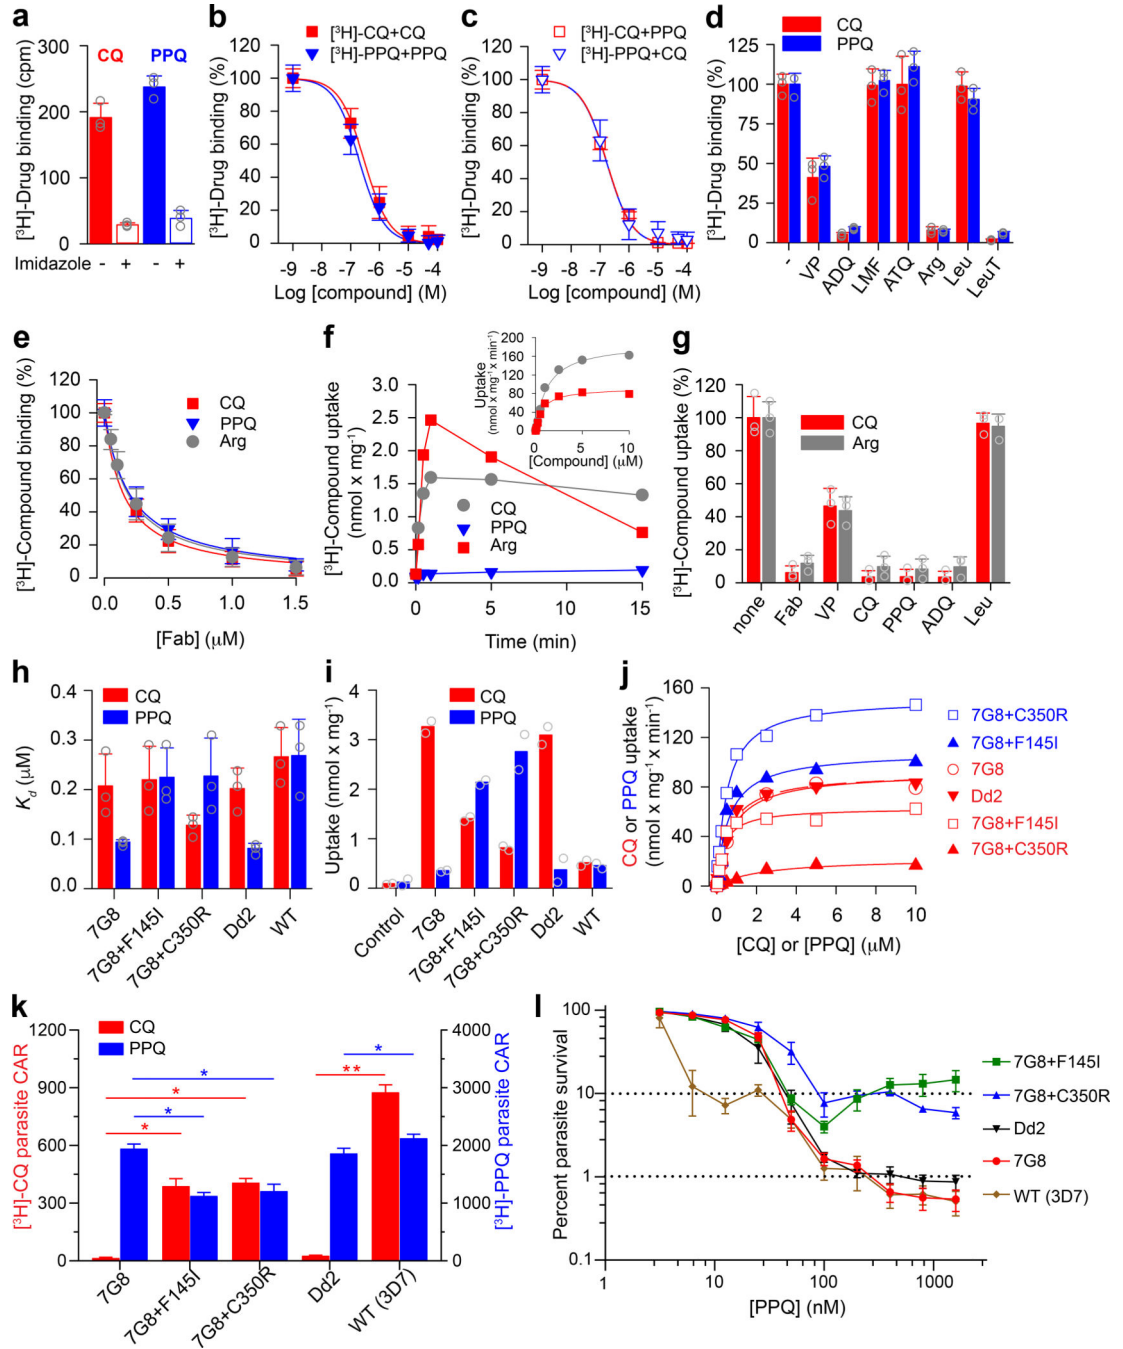 a
[³H]-Drug binding (cpm)
300
200
100
0
CQ
PPQ
Imidazole - + - +
b
[³H]-CQ+CQ
[³H]-PPQ+PPQ
[³H]-Drug binding (%)
120
100
80
60
40
20
0
-9 -8 -7 -6 -5 -4
Log [compound] (M)
c
[³H]-CQ+PPQ
[³H]-PPQ+CQ
[³H]-Drug binding (%)
120
100
80
60
40
20
0
-9 -8 -7 -6 -5 -4
Log [compound] (M)
d
CQ
PPQ
[³H]-Drug binding (%)
125
100
75
50
25
0
- VP ADQ LMF ATQ Arg Leu LeuT
e
[³H]-Compound binding (%)
120
100
80
60
40
20
0
CQ
PPQ
Arg
0.0 0.5 1.0 1.5
[Fab] (µM)
f
[³H]-Compound uptake
(nmol x mg⁻¹)
3.0
2.5
2.0
1.5
1.0
0.5
0.0
CQ
PPQ
Arg
0 5 10 15
Time (min)
Uptake
(nmol x mg⁻¹ x min⁻¹)
200
160
120
80
40
0
0 5 10
[Compound] (µM)
g
[³H]-Compound uptake (%)
120
100
80
60
40
20
0
CQ
Arg
none Fab VP CQ PPQ ADQ Leu
h
K_d (µM)
0.4
0.3
0.2
0.1
0.0
CQ
PPQ
7G8 7G8+F145I 7G8+C350R Dd2 WT
i
Uptake (nmol x mg⁻¹)
4
3
2
1
0
CQ
PPQ
Control 7G8 7G8+F145I 7G8+C350R Dd2 WT
j
CQ or PPQ uptake
(nmol x mg⁻¹ x min⁻¹)
160
120
80
40
0
0 2 4 6 8 10
[CQ] or [PPQ] (µM)
7G8+C350R
7G8+F145I
7G8
Dd2
7G8+F145I
7G8+C350R
k
[³H]-CQ parasite CAR
1200
900
600
300
0
CQ
PPQ
*
*
*
*
**
*
4000
3000
2000
1000
0
[³H]-PPQ parasite CAR
7G8 7G8+F145I 7G8+C350R Dd2 WT (3D7)
l
Percent parasite survival
100
10
1
0.1
1 10 100 1000
[PPQ] (nM)
7G8+F145I
7G8+C350R
Dd2
7G8
WT (3D7)